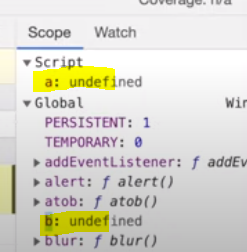 Coverage: n/a
Scope Watch
▼Script
a: undefined
▼Global Win
PERSISTENT: 1
TEMPORARY: 0
▶addEventListener: ƒ addEv
▶alert: ƒ alert()
▶atob: ƒ atob()
b: undefined
▶blur: ƒ blur()